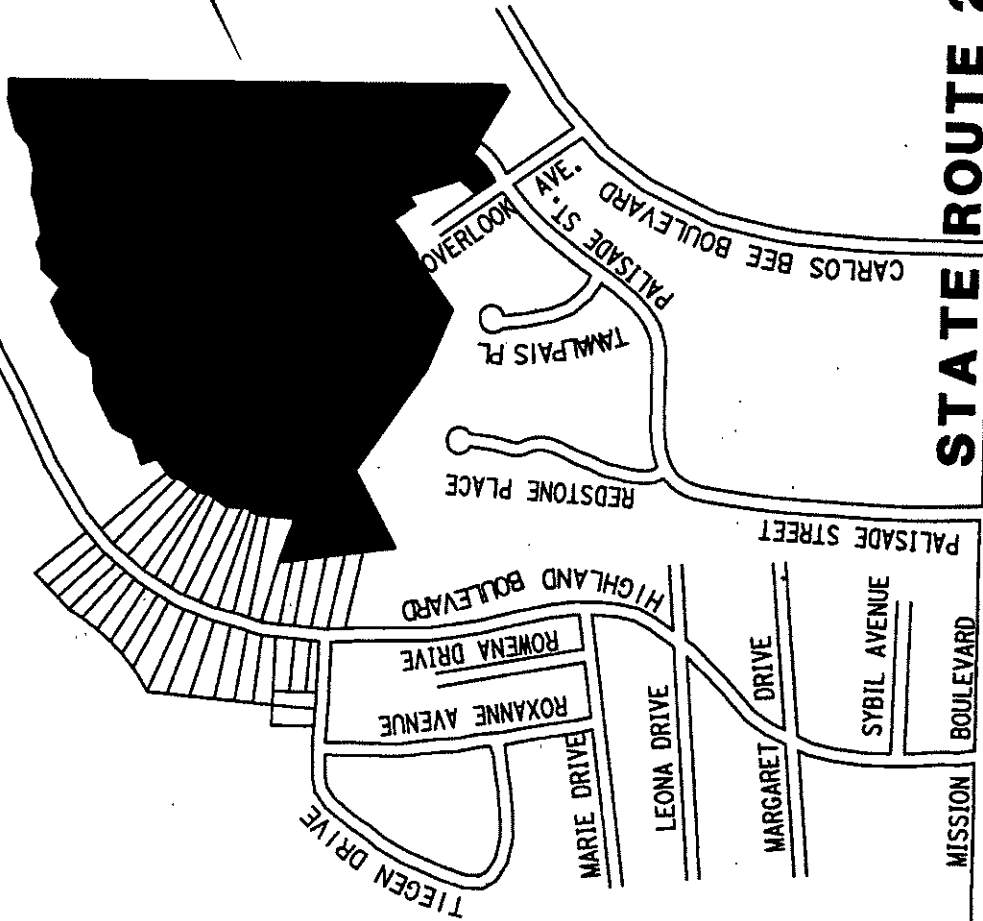 STATE ROUTE 2
OVERLOOK AVE.
PALISADE ST.
CARLOS BEE BOULEVARD
TAMALPAIS PL
REDSTONE PLACE
PALISADE STREET
HIGHLAND BOULEVARD
ROWENA DRIVE
ROXANNE AVENUE
TIEGEN DRIVE
MARIE DRIVE
LEONA DRIVE
MARGARET DRIVE
SYBIL AVENUE
MISSION BOULEVARD